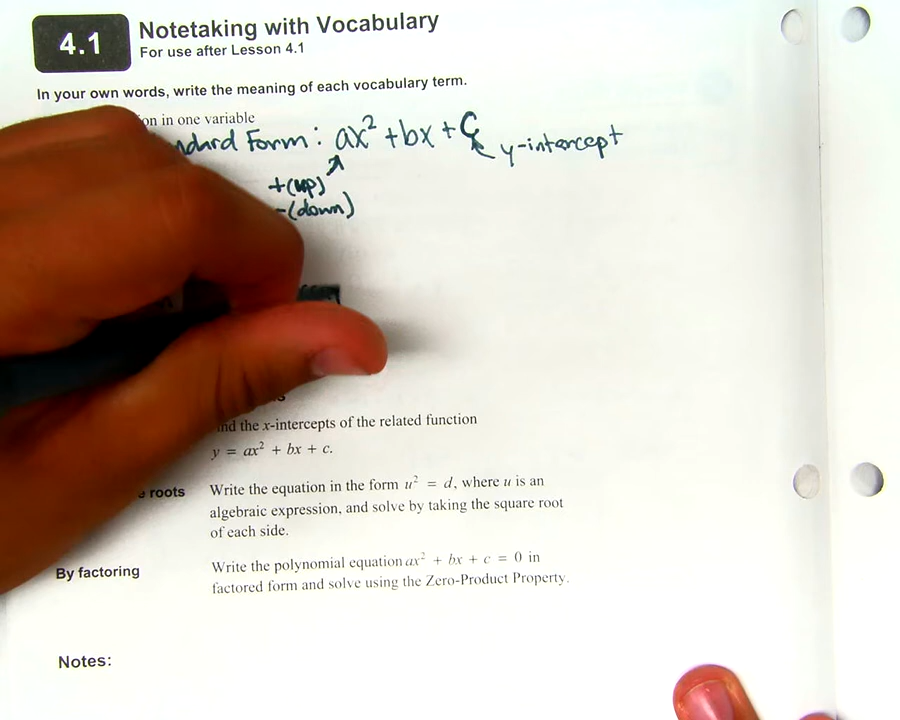 4.1
Notetaking with Vocabulary
For use after Lesson 4.1
In your own words, write the meaning of each vocabulary term.
in one variable
Form: ax² + bx + C
y-intercept
+(up)
-(down)
the x-intercepts of the related function
y = ax² + bx + c.
roots
Write the equation in the form u² = d, where u is an
algebraic expression, and solve by taking the square root
of each side.
By factoring
Write the polynomial equation ax² + bx + c = 0 in
factored form and solve using the Zero-Product Property.
Notes: